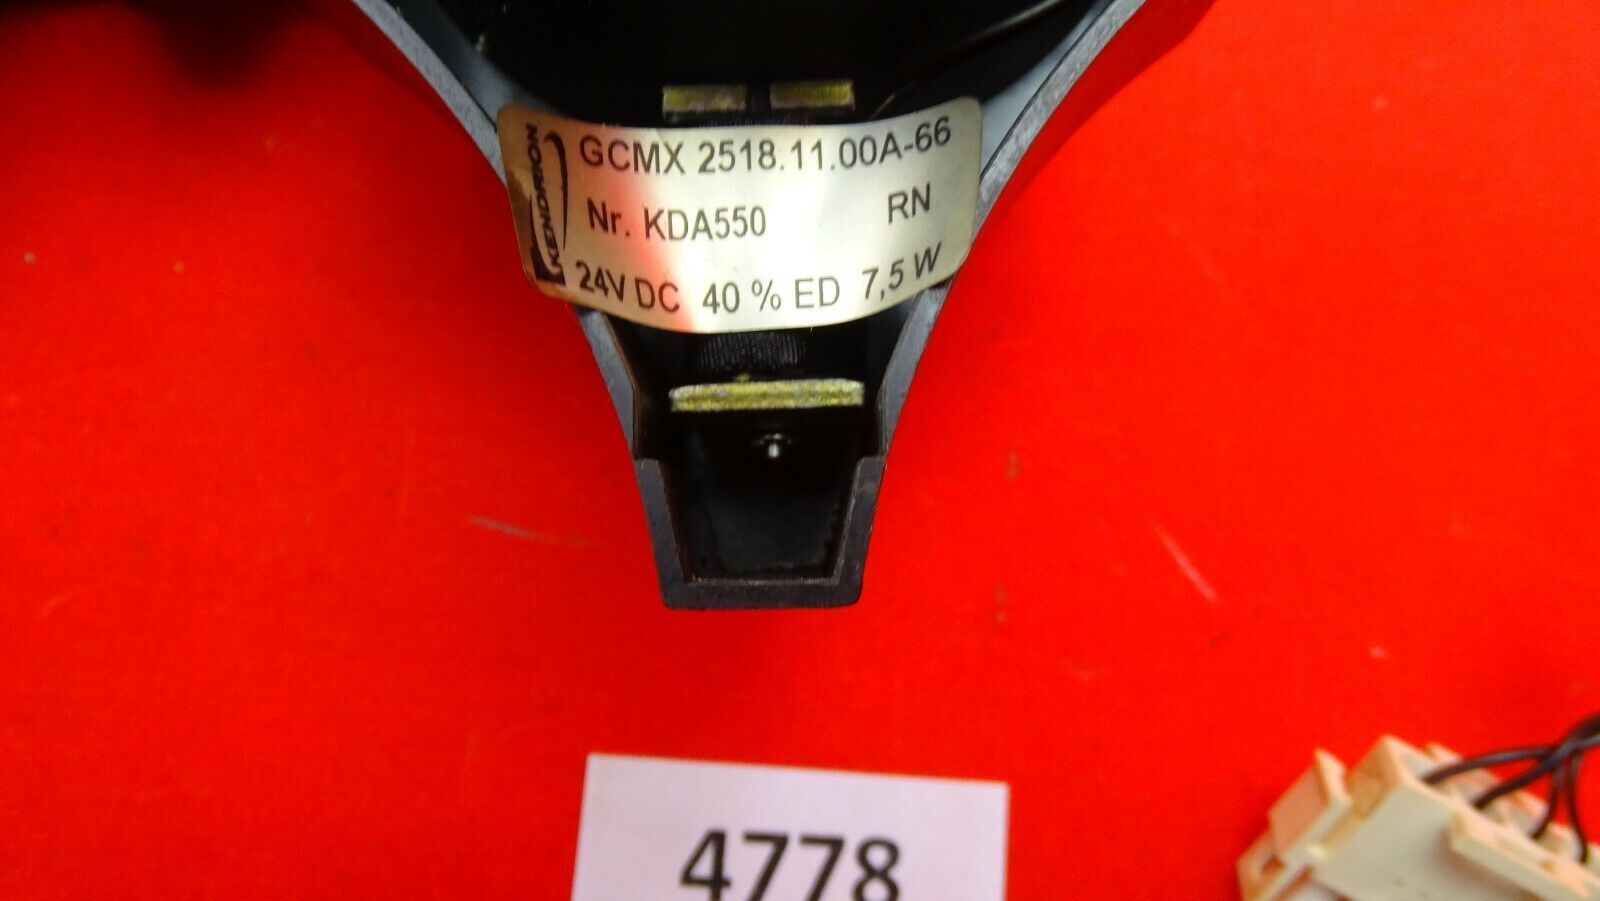 KENDRION
GCMX 2518.11.00A-66
Nr. KDA550 RN
24V DC 40 % ED 7,5 W
4778